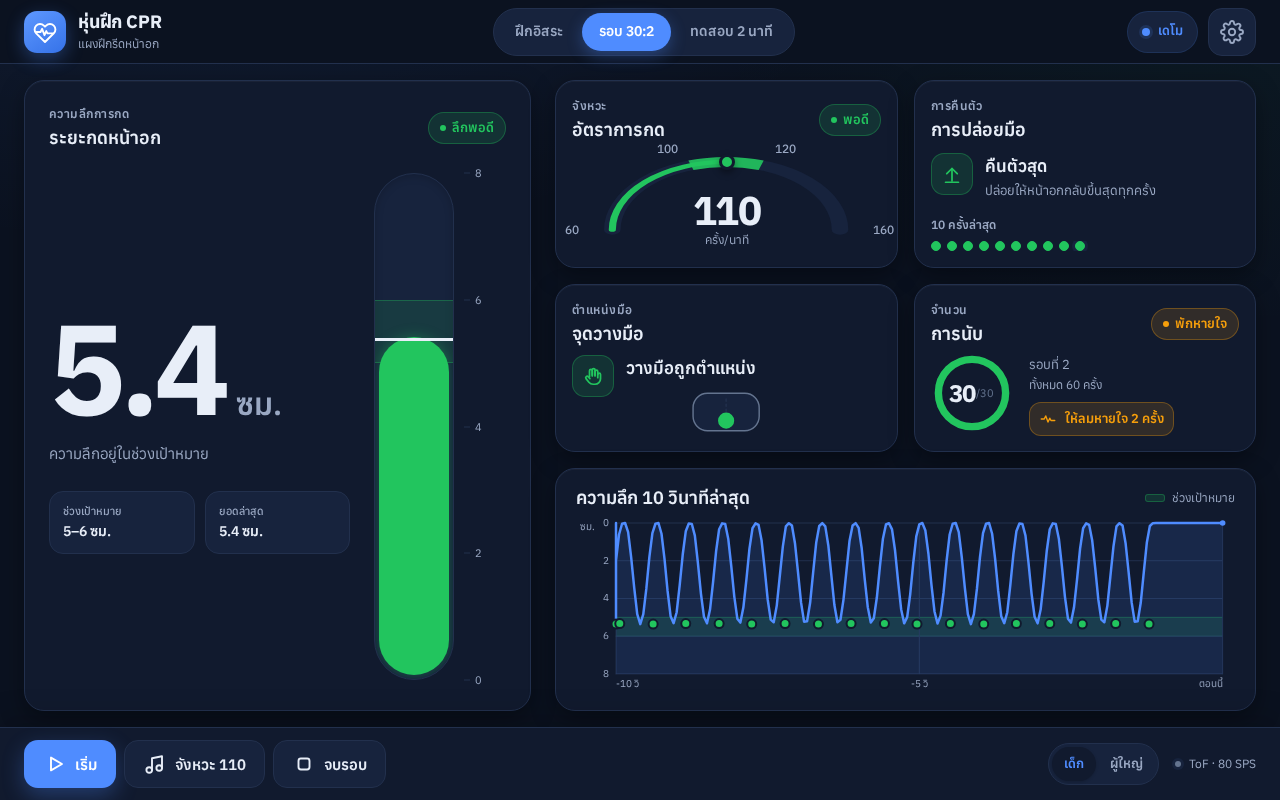 หุ่นฝึก CPR
แผงฝึกรีดหน้าอก
ฝึกอิสระ
รอบ 30:2
ทดสอบ 2 นาที
เดโม
ความลึกการกด
ระยะกดหน้าอก
ลึกพอดี
8
6
4
2
0
5.4 ซม.
ความลึกอยู่ในช่วงเป้าหมาย
ช่วงเป้าหมาย
5–6 ซม.
ยอดล่าสุด
5.4 ซม.
จังหวะ
อัตราการกด
พอดี
100
120
60
160
110
ครั้ง/นาที
การคืนตัว
การปล่อยมือ
คืนตัวสุด
ปล่อยให้หน้าอกกลับขึ้นสุดทุกครั้ง
10 ครั้งล่าสุด
ตำแหน่งมือ
จุดวางมือ
วางมือถูกตำแหน่ง
จำนวน
การนับ
พักหายใจ
30/30
รอบที่ 2
ทั้งหมด 60 ครั้ง
ให้ลมหายใจ 2 ครั้ง
ความลึก 10 วินาทีล่าสุด
ช่วงเป้าหมาย
ซม.
0
2
4
6
8
-10 วิ
-5 วิ
ตอนนี้
เริ่ม
จังหวะ 110
จบรอบ
เด็ก
ผู้ใหญ่
ToF · 80 SPS